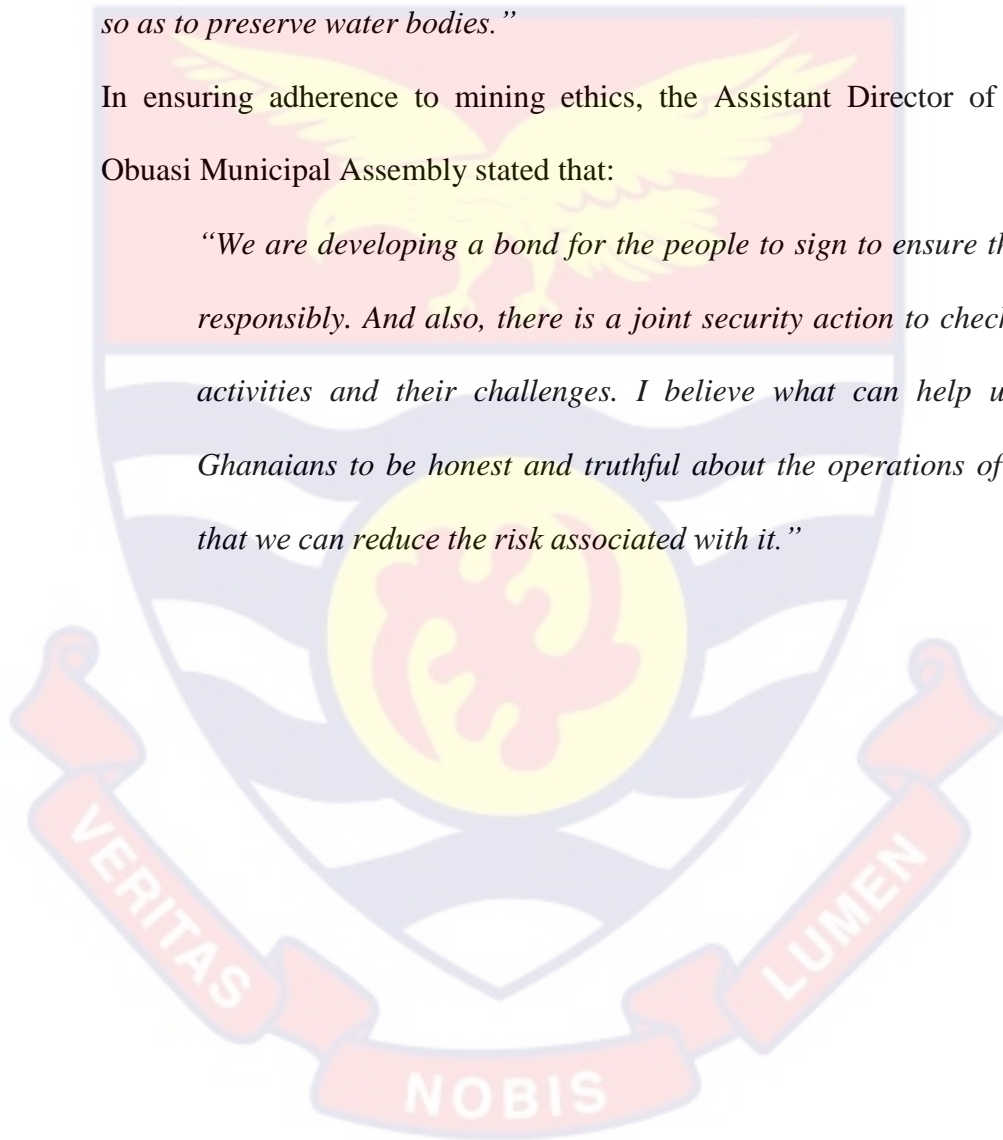 so as to preserve water bodies.”
In ensuring adherence to mining ethics, the Assistant Director of
Obuasi Municipal Assembly stated that:
“We are developing a bond for the people to sign to ensure
responsibly. And also, there is a joint security action to check
activities and their challenges. I believe what can help
Ghanaians to be honest and truthful about the operations of
that we can reduce the risk associated with it.”
VERITAS
NOBIS
LUMEN